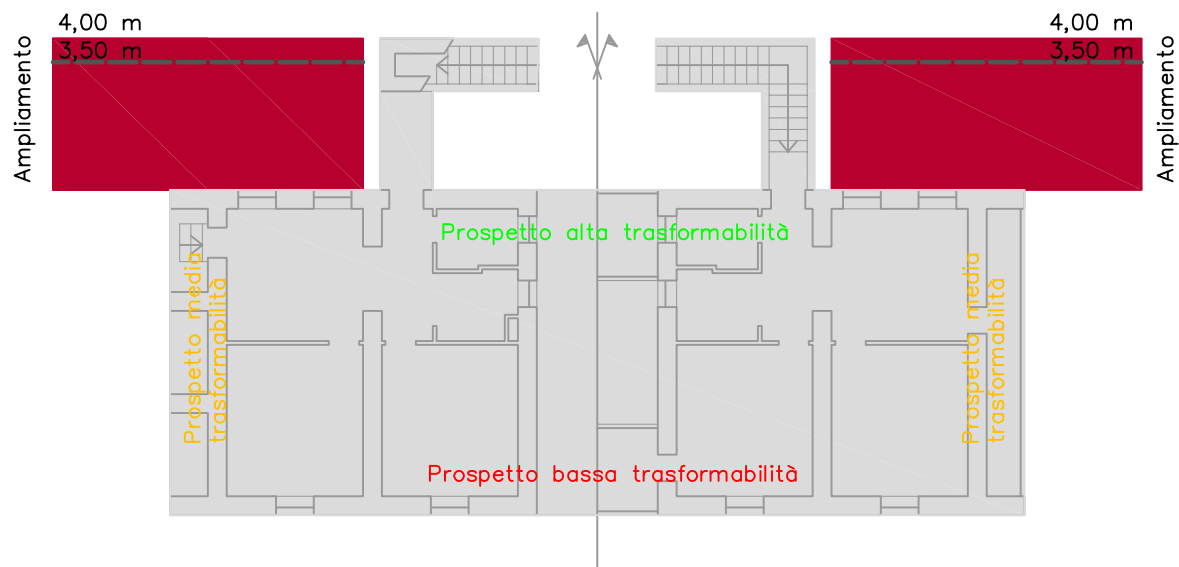 4,00 m
3,50 m
Ampliamento
4,00 m
3,50 m
Ampliamento
Prospetto alta trasformabilità
Prospetto media
trasformabilità
Prospetto media
trasformabilità
Prospetto bassa trasformabilità